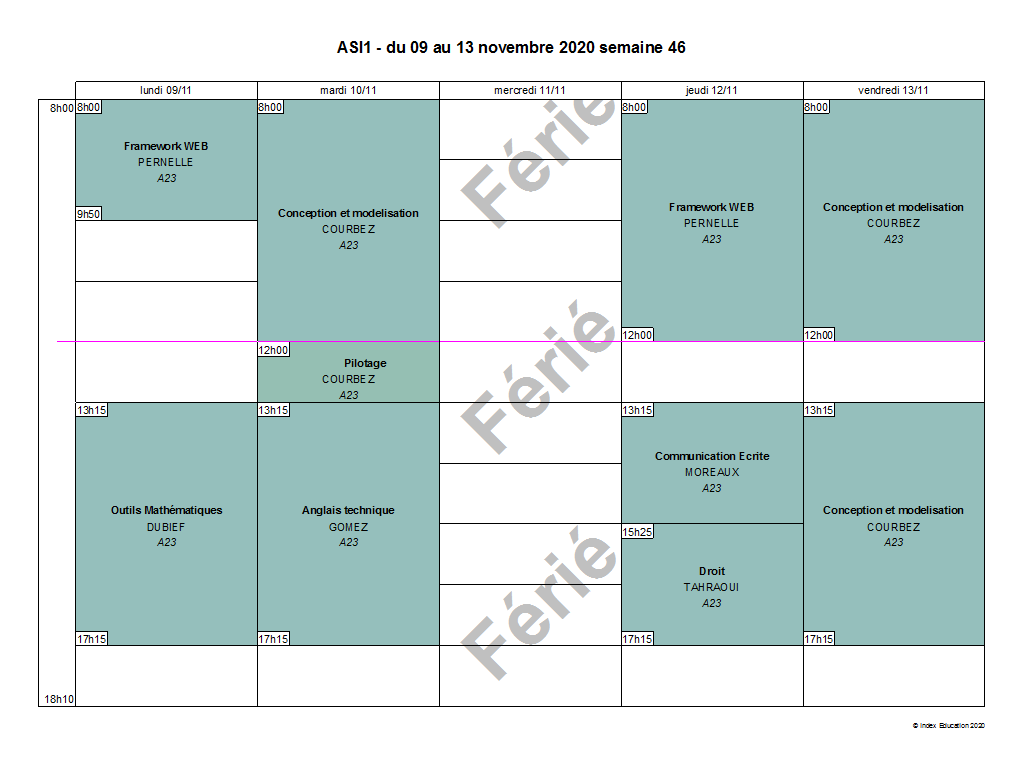 ASI1 - du 09 au 13 novembre 2020 semaine 46
lundi 09/11
mardi 10/11
mercredi 11/11
jeudi 12/11
vendredi 13/11
8h00
8h00
Framework WEB
PERNELLE
A23
9h50
13h15
Outils Mathématiques
DUBIEF
A23
17h15
8h00
Conception et modelisation
COURBEZ
A23
12h00
Pilotage
COURBEZ
A23
13h15
Anglais technique
GOMEZ
A23
17h15
Férié
Férié
Férié
8h00
Framework WEB
PERNELLE
A23
12h00
13h15
Communication Ecrite
MOREAUX
A23
15h25
Droit
TAHRAOUI
A23
17h15
8h00
Conception et modelisation
COURBEZ
A23
12h00
13h15
Conception et modelisation
COURBEZ
A23
17h15
18h10
© Index Education 2020